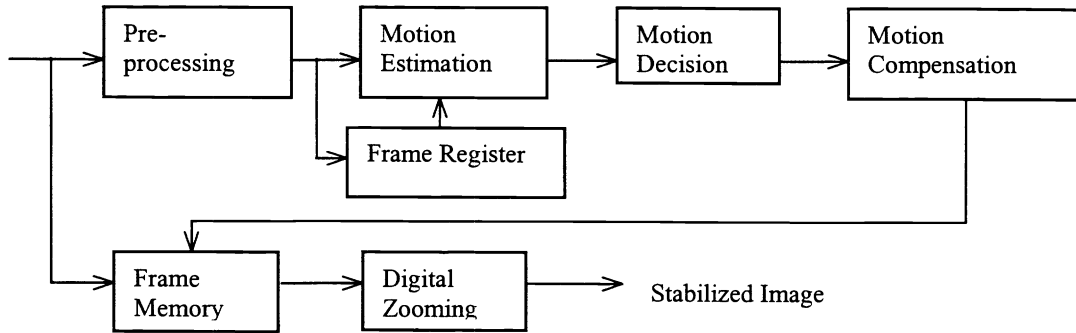 Pre-
processing
Motion
Estimation
Motion
Decision
Motion
Compensation
Frame Register
Frame
Memory
Digital
Zooming
Stabilized Image